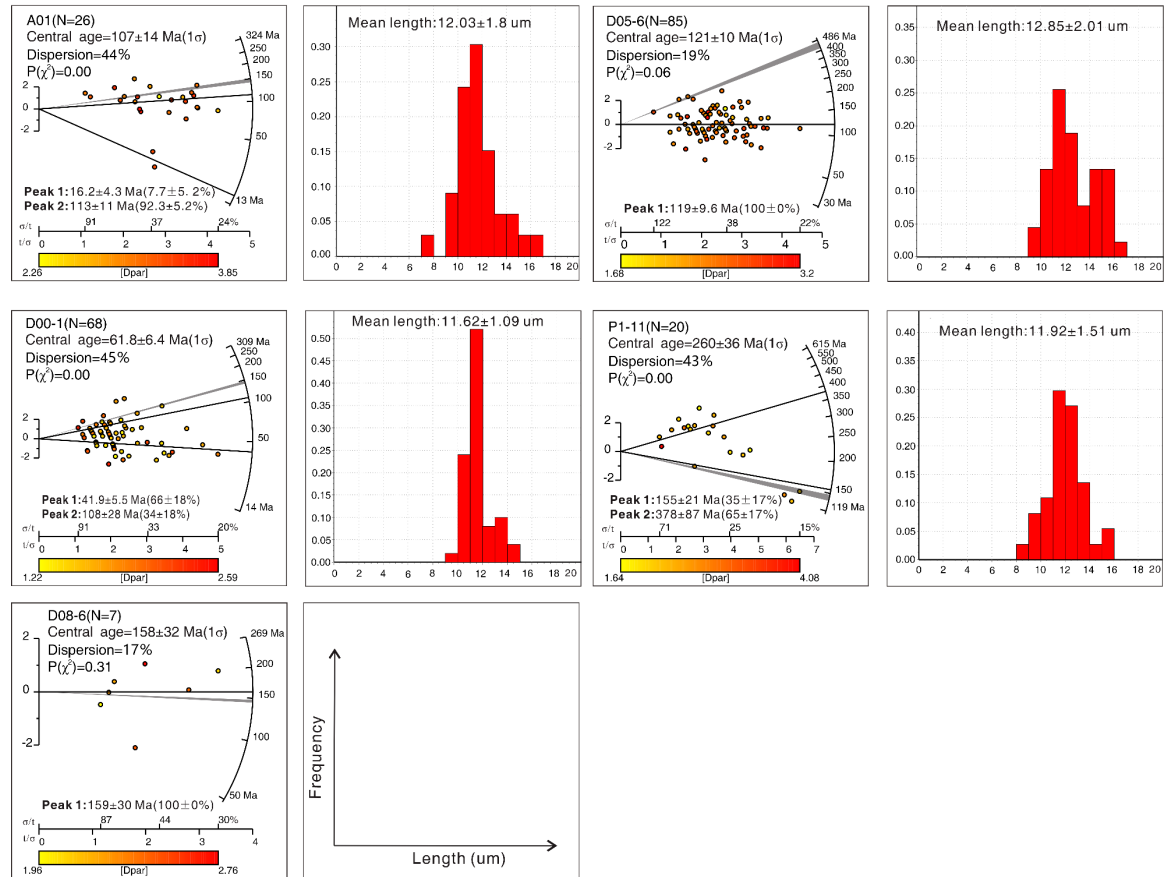 A01(N=26)
Central age=107±14 Ma(1σ)
Dispersion=44%
P(χ²)=0.00
324 Ma
250
200
150
100
50
13 Ma
2
0
-2
Peak 1:16.2±4.3 Ma(7.7±5. 2%)
Peak 2:113±11 Ma(92.3±5.2%)
σ/t 91 37 24%
t/σ 0 1 2 3 4 5
2.26 [Dpar] 3.85
Mean length:12.03±1.8 um
0.30
0.25
0.20
0.15
0.10
0.05
0.00
0 2 4 6 8 10 12 14 16 18 20
D05-6(N=85)
Central age=121±10 Ma(1σ)
Dispersion=19%
P(χ²)=0.06
486 Ma
400
350
300
250
200
150
100
50
30 Ma
2
0
-2
Peak 1:119±9.6 Ma(100±0%)
σ/t 122 38 22%
t/σ 0 1 2 3 4 5
1.68 [Dpar] 3.2
Mean length:12.85±2.01 um
0.35
0.30
0.25
0.20
0.15
0.10
0.05
0.00
0 2 4 6 8 10 12 14 16 18 20
D00-1(N=68)
Central age=61.8±6.4 Ma(1σ)
Dispersion=45%
P(χ²)=0.00
309 Ma
250
200
150
100
50
14 Ma
2
0
-2
Peak 1:41.9±5.5 Ma(66±18%)
Peak 2:108±28 Ma(34±18%)
σ/t 91 33 20%
t/σ 0 1 2 3 4 5
1.22 [Dpar] 2.59
Mean length:11.62±1.09 um
0.50
0.45
0.40
0.35
0.30
0.25
0.20
0.15
0.10
0.05
0.00
0 2 4 6 8 10 12 14 16 18 20
P1-11(N=20)
Central age=260±36 Ma(1σ)
Dispersion=43%
P(χ²)=0.00
615 Ma
550
500
450
400
350
300
250
200
150
119 Ma
2
0
-2
Peak 1:155±21 Ma(35±17%)
Peak 2:378±87 Ma(65±17%)
σ/t 71 25 15%
t/σ 0 1 2 3 4 5 6 7
1.64 [Dpar] 4.08
Mean length:11.92±1.51 um
0.40
0.35
0.30
0.25
0.20
0.15
0.10
0.05
0.00
0 2 4 6 8 10 12 14 16 18 20
D08-6(N=7)
Central age=158±32 Ma(1σ)
Dispersion=17%
P(χ²)=0.31
269 Ma
200
150
100
50 Ma
2
0
-2
Peak 1:159±30 Ma(100±0%)
σ/t 87 44 30%
t/σ 0 1 2 3 4
1.96 [Dpar] 2.76
Frequency
Length (um)